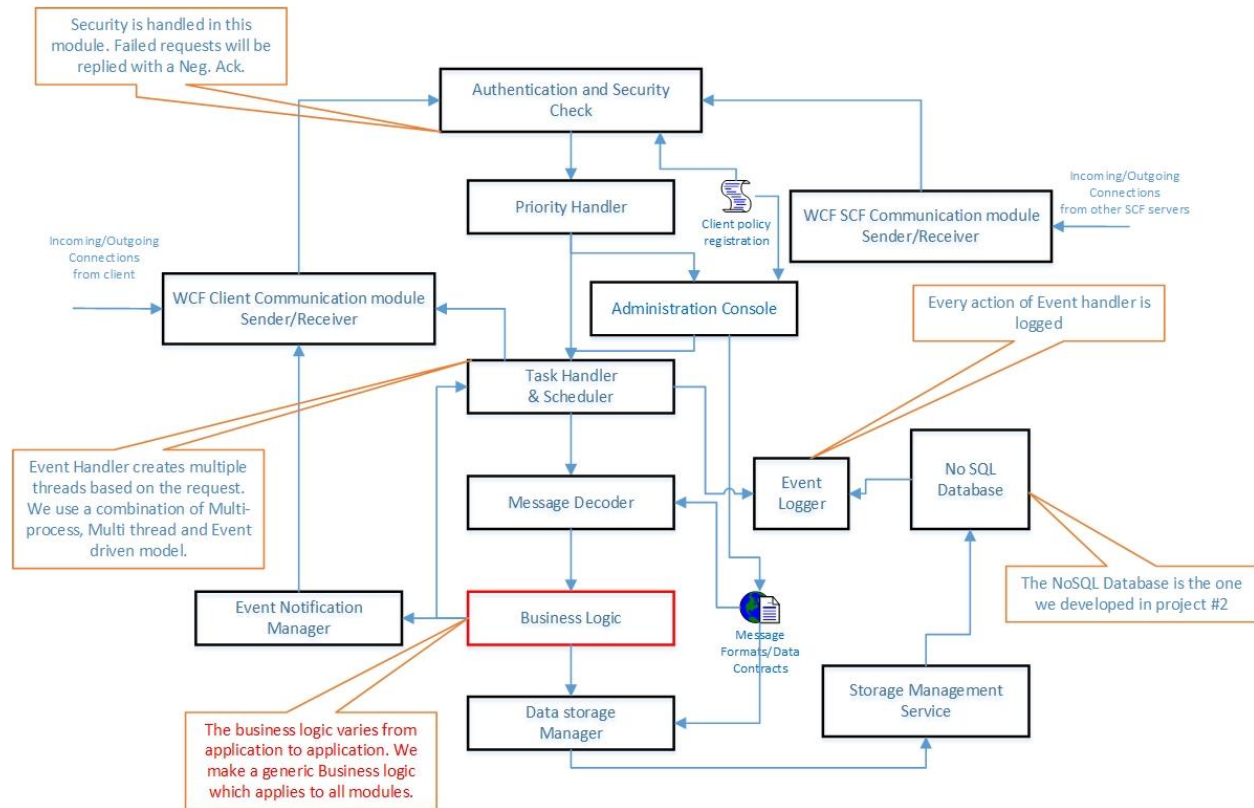 Security is handled in this
module. Failed requests will be
replied with a Neg. Ack.
Authentication and Security
Check
Priority Handler
Client policy
registration
WCF SCF Communication module
Sender/Receiver
Incoming/Outgoing
Connections
from other SCF servers
Incoming/Outgoing
Connections
from client
WCF Client Communication module
Sender/Receiver
Administration Console
Every action of Event handler is
logged
Task Handler
& Scheduler
Event Handler creates multiple
threads based on the request.
We use a combination of Multi-
process, Multi thread and Event
driven model.
Message Decoder
Event
Logger
No SQL
Database
The NoSQL Database is the one
we developed in project #2
Event Notification
Manager
Business Logic
Message
Formats/Data
Contracts
Storage Management
Service
Data storage
Manager
The business logic varies from
application to application. We
make a generic Business logic
which applies to all modules.